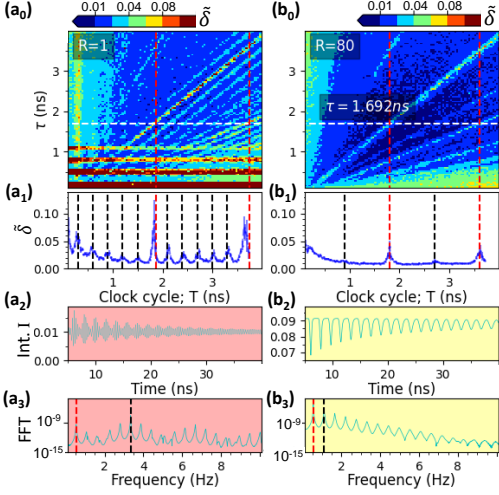 (a0) 0.01 0.04 0.08 δ̃
(b0) 0.01 0.04 0.08 δ̃
R=1
R=80
τ = 1.692ns
τ (ns)
3
2
1
(a1)
(b1)
δ̃
0.10
0.05
0.00
0.10
0.05
0.00
1 2 3
1 2 3
Clock cycle; T (ns)
Clock cycle; T (ns)
(a2)
(b2)
Int. I
0.01
0.00
0.09
0.08
0.07
10 20 30
10 20 30
Time (ns)
Time (ns)
(a3)
(b3)
FFT
10-9
10-15
10-9
10-15
2 4 6 8
2 4 6 8 10
Frequency (Hz)
Frequency (Hz)